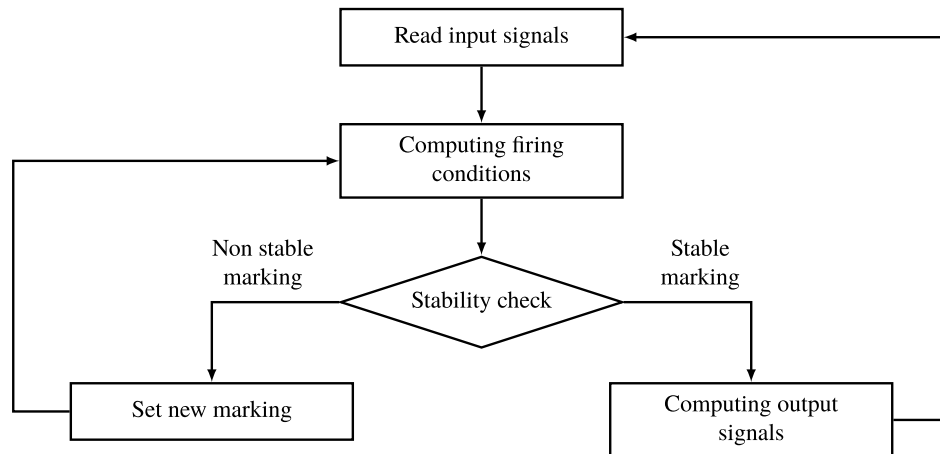 Read input signals
Computing firing
conditions
Non stable
marking
Stable
marking
Stability check
Set new marking
Computing output
signals